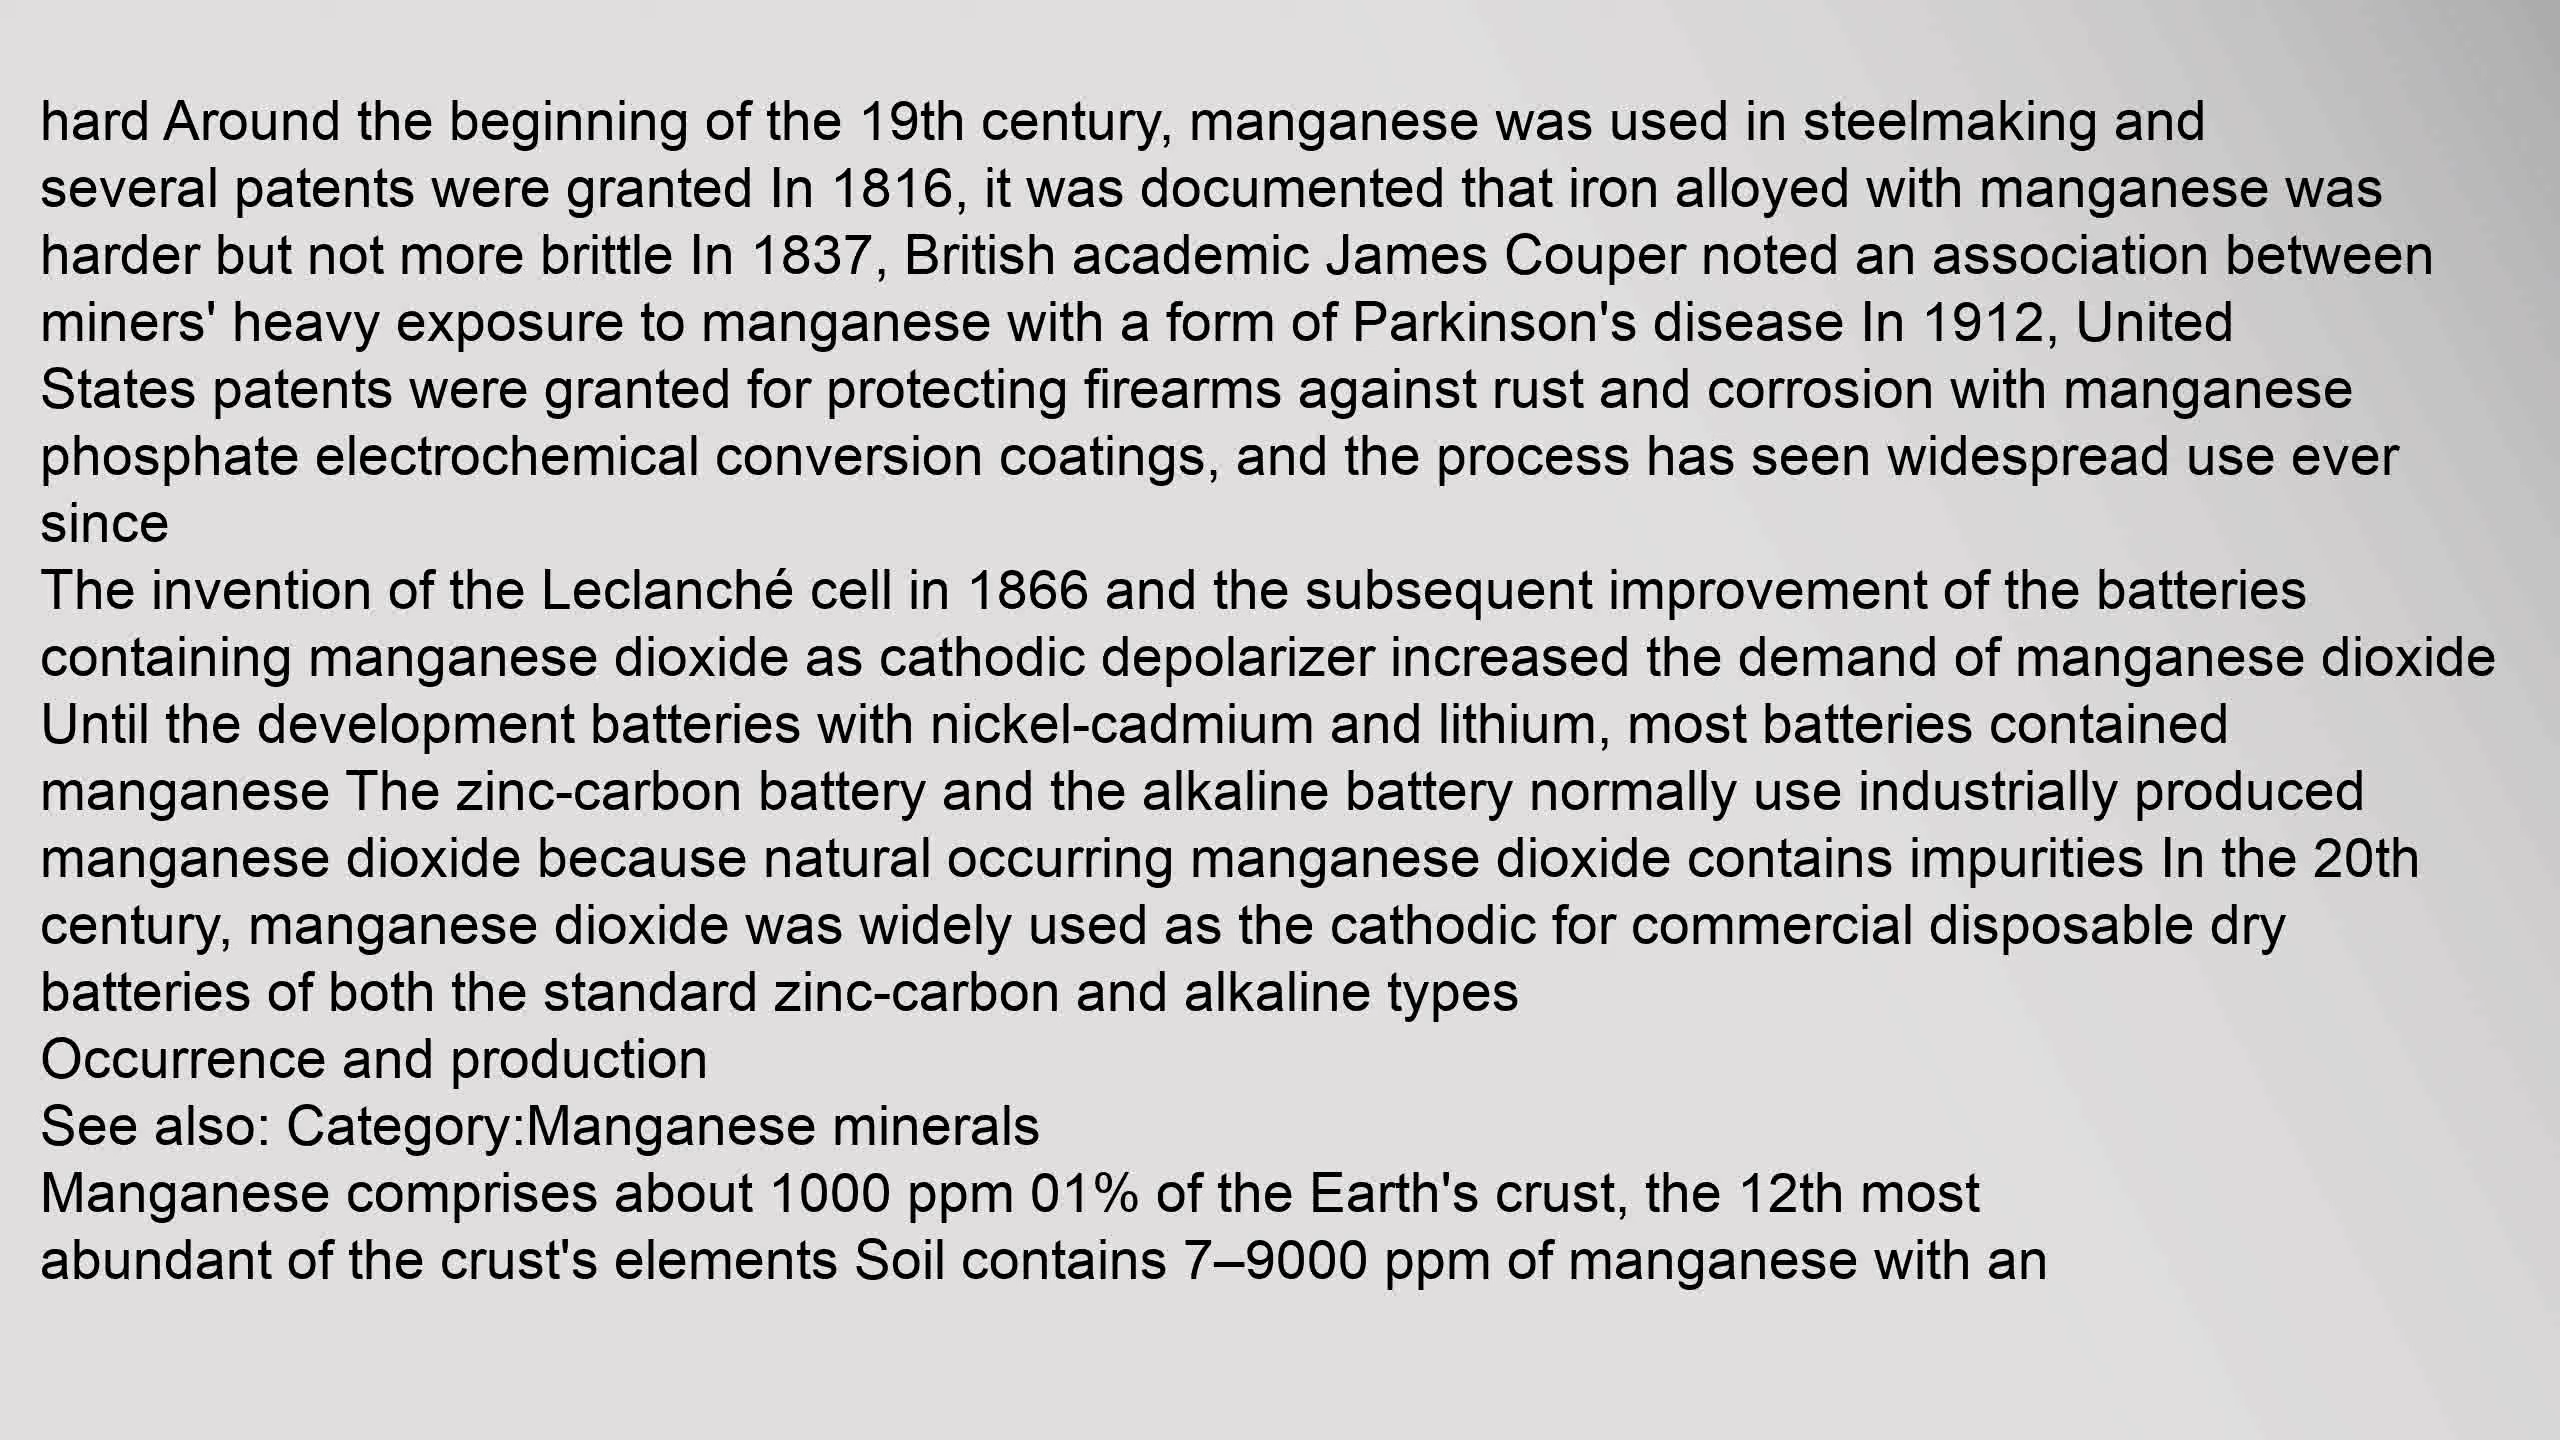 hard Around the beginning of the 19th century, manganese was used in steelmaking and
several patents were granted In 1816, it was documented that iron alloyed with manganese was
harder but not more brittle In 1837, British academic James Couper noted an association between
miners' heavy exposure to manganese with a form of Parkinson's disease In 1912, United
States patents were granted for protecting firearms against rust and corrosion with manganese
phosphate electrochemical conversion coatings, and the process has seen widespread use ever
since
The invention of the Leclanché cell in 1866 and the subsequent improvement of the batteries
containing manganese dioxide as cathodic depolarizer increased the demand of manganese dioxide
Until the development batteries with nickel-cadmium and lithium, most batteries contained
manganese The zinc-carbon battery and the alkaline battery normally use industrially produced
manganese dioxide because natural occurring manganese dioxide contains impurities In the 20th
century, manganese dioxide was widely used as the cathodic for commercial disposable dry
batteries of both the standard zinc-carbon and alkaline types
Occurrence and production
See also: Category:Manganese minerals
Manganese comprises about 1000 ppm 01% of the Earth's crust, the 12th most
abundant of the crust's elements Soil contains 7–9000 ppm of manganese with an